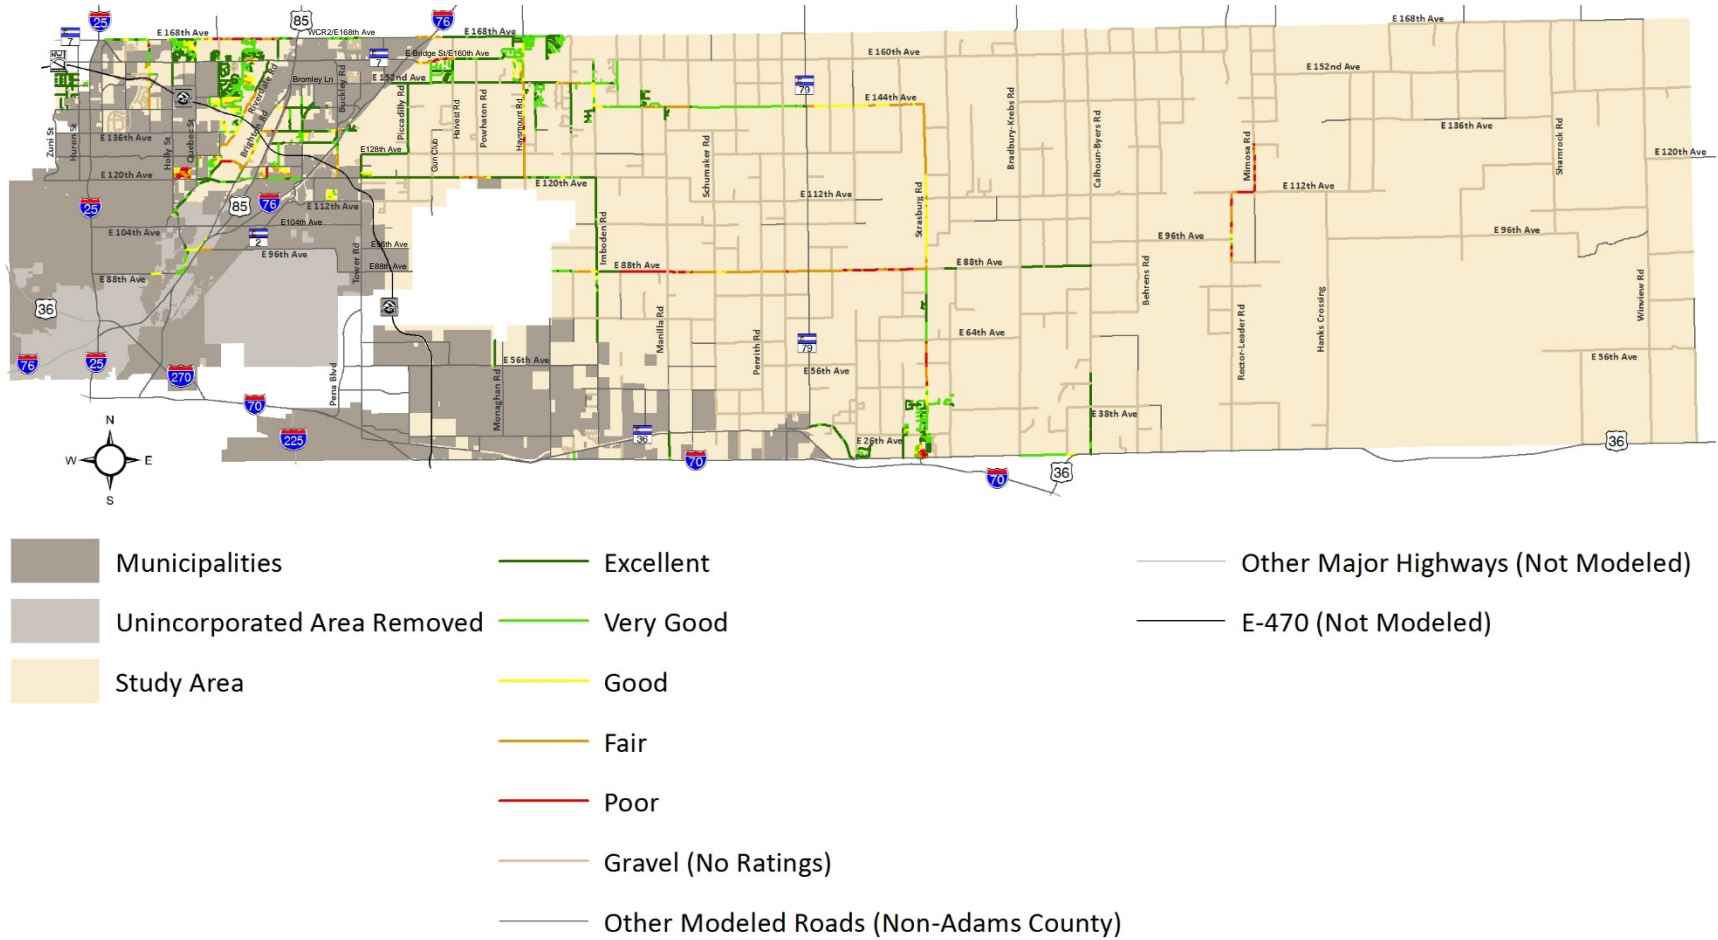 25
85
76
7
E 168th Ave
WCR2/E168th Ave
E 168th Ave
E 168th Ave
7
E Bridge St/E160th Ave
E 160th Ave
Bromley Ln
E 152nd Ave
E 152nd Ave
79
E 144th Ave
Riverdale Rd
Brighton Rd
Buckley Rd
Piccadilly Rd
Harvest Rd
Powhaton Rd
Haysmount Rd
Gun Club
Zuni St
Huron St
Holly St
Quebec St
E 136th Ave
E 136th Ave
E128th Ave
Schumaker Rd
Bradbury-Krebs Rd
Calhoun-Byers Rd
Mimosa Rd
Shamrock Rd
E 120th Ave
E 120th Ave
E 120th Ave
25
85
76
E 112th Ave
E 112th Ave
E 112th Ave
E104th Ave
E 104th Ave
2
E 96th Ave
E96th Ave
E 96th Ave
E 96th Ave
E 88th Ave
E88th Ave
E 88th Ave
E 88th Ave
Tower Rd
Imboden Rd
Strasburg Rd
Behrens Rd
Winview Rd
36
Manilla Rd
Penrith Rd
79
E 64th Ave
Rector-Leader Rd
Hanks Crossing
76
25
270
Pena Blvd
E 56th Ave
E 56th Ave
E 56th Ave
Monaghan Rd
70
225
36
70
E 26th Ave
E 38th Ave
36
70
36
N
W
E
S
Municipalities
Unincorporated Area Removed
Study Area
Excellent
Very Good
Good
Fair
Poor
Gravel (No Ratings)
Other Modeled Roads (Non-Adams County)
Other Major Highways (Not Modeled)
E-470 (Not Modeled)